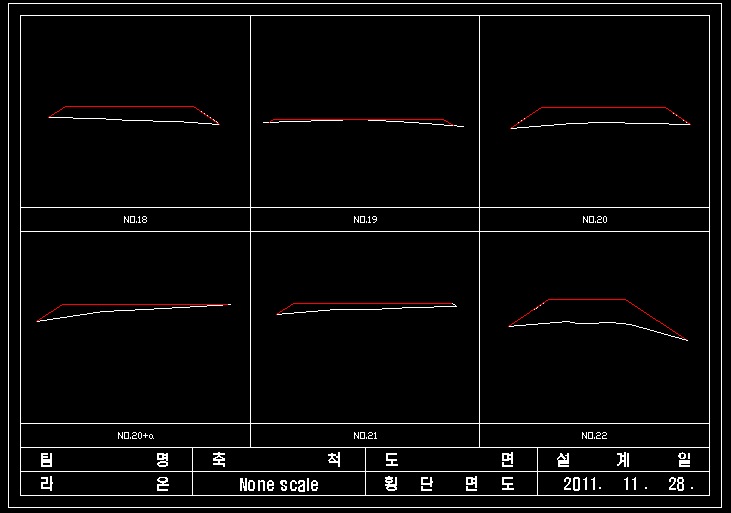 NO.18 NO.19 NO.20
NO.20+α NO.21 NO.22
팀 명 축 척 도 면 설 계 일
라 온 None scale 횡 단 면 도 2011. 11. 28.